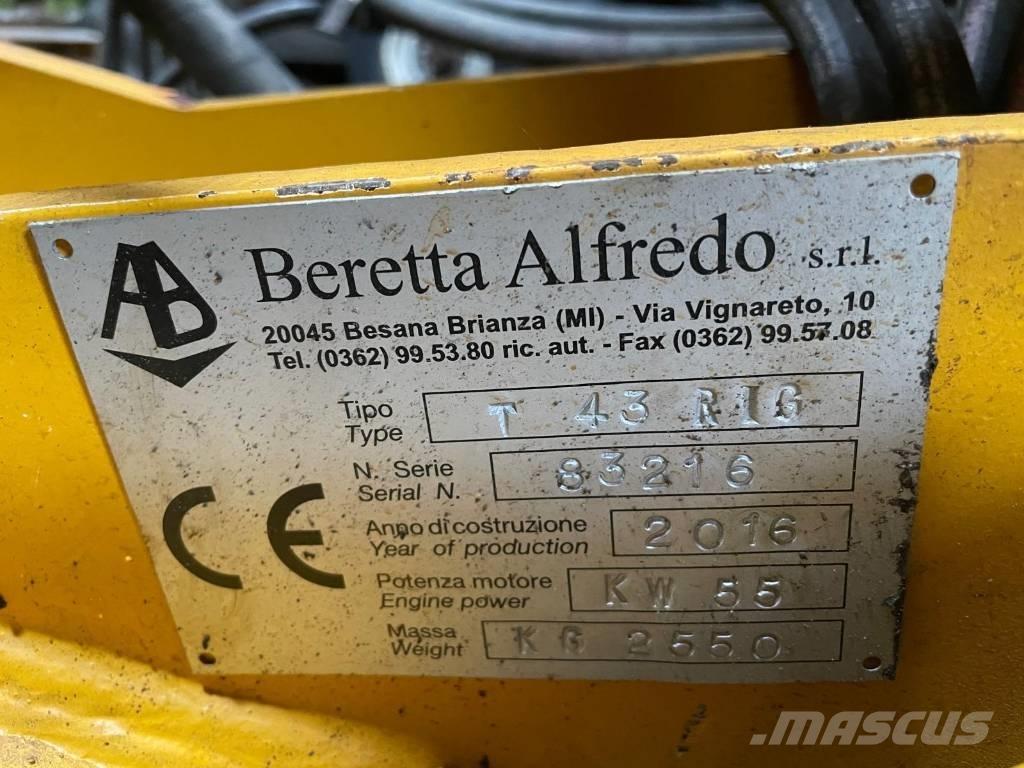 AB
Beretta Alfredo s.r.l.
20045 Besana Brianza (MI) - Via Vignareto, 10
Tel. (0362) 99.53.80 ric. aut. - Fax (0362) 99.57.08
Tipo
Type T 43 RIG
N. Serie
Serial N. 83216
Anno di costruzione
Year of production 2016
Potenza motore
Engine power KW 55
Massa
Weight KG 2550
CE
MASCUS